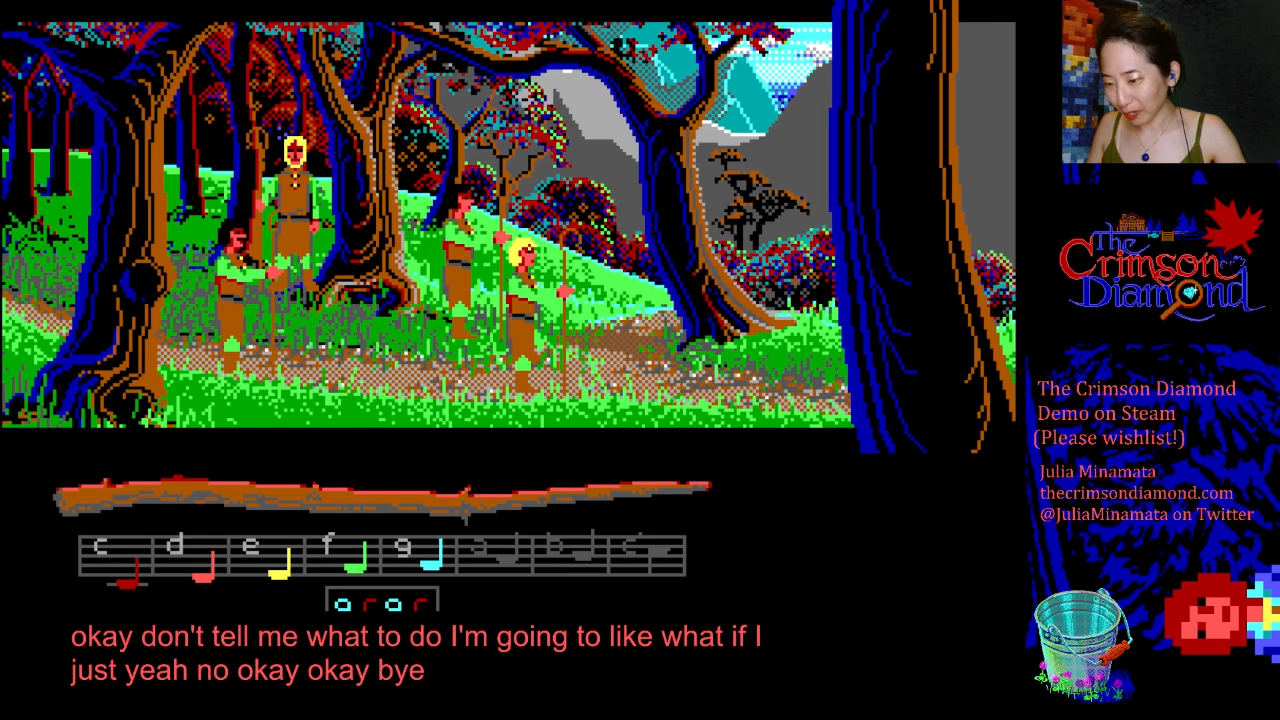 The
Crimson
Diamond
The Crimson Diamond
Demo on Steam
(Please wishlist!)
Julia Minamata
thecrimsondiamond.com
@JuliaMinamata on Twitter
c d e f g a b c
okay don't tell me what to do I'm going to like what if I
just yeah no okay okay bye